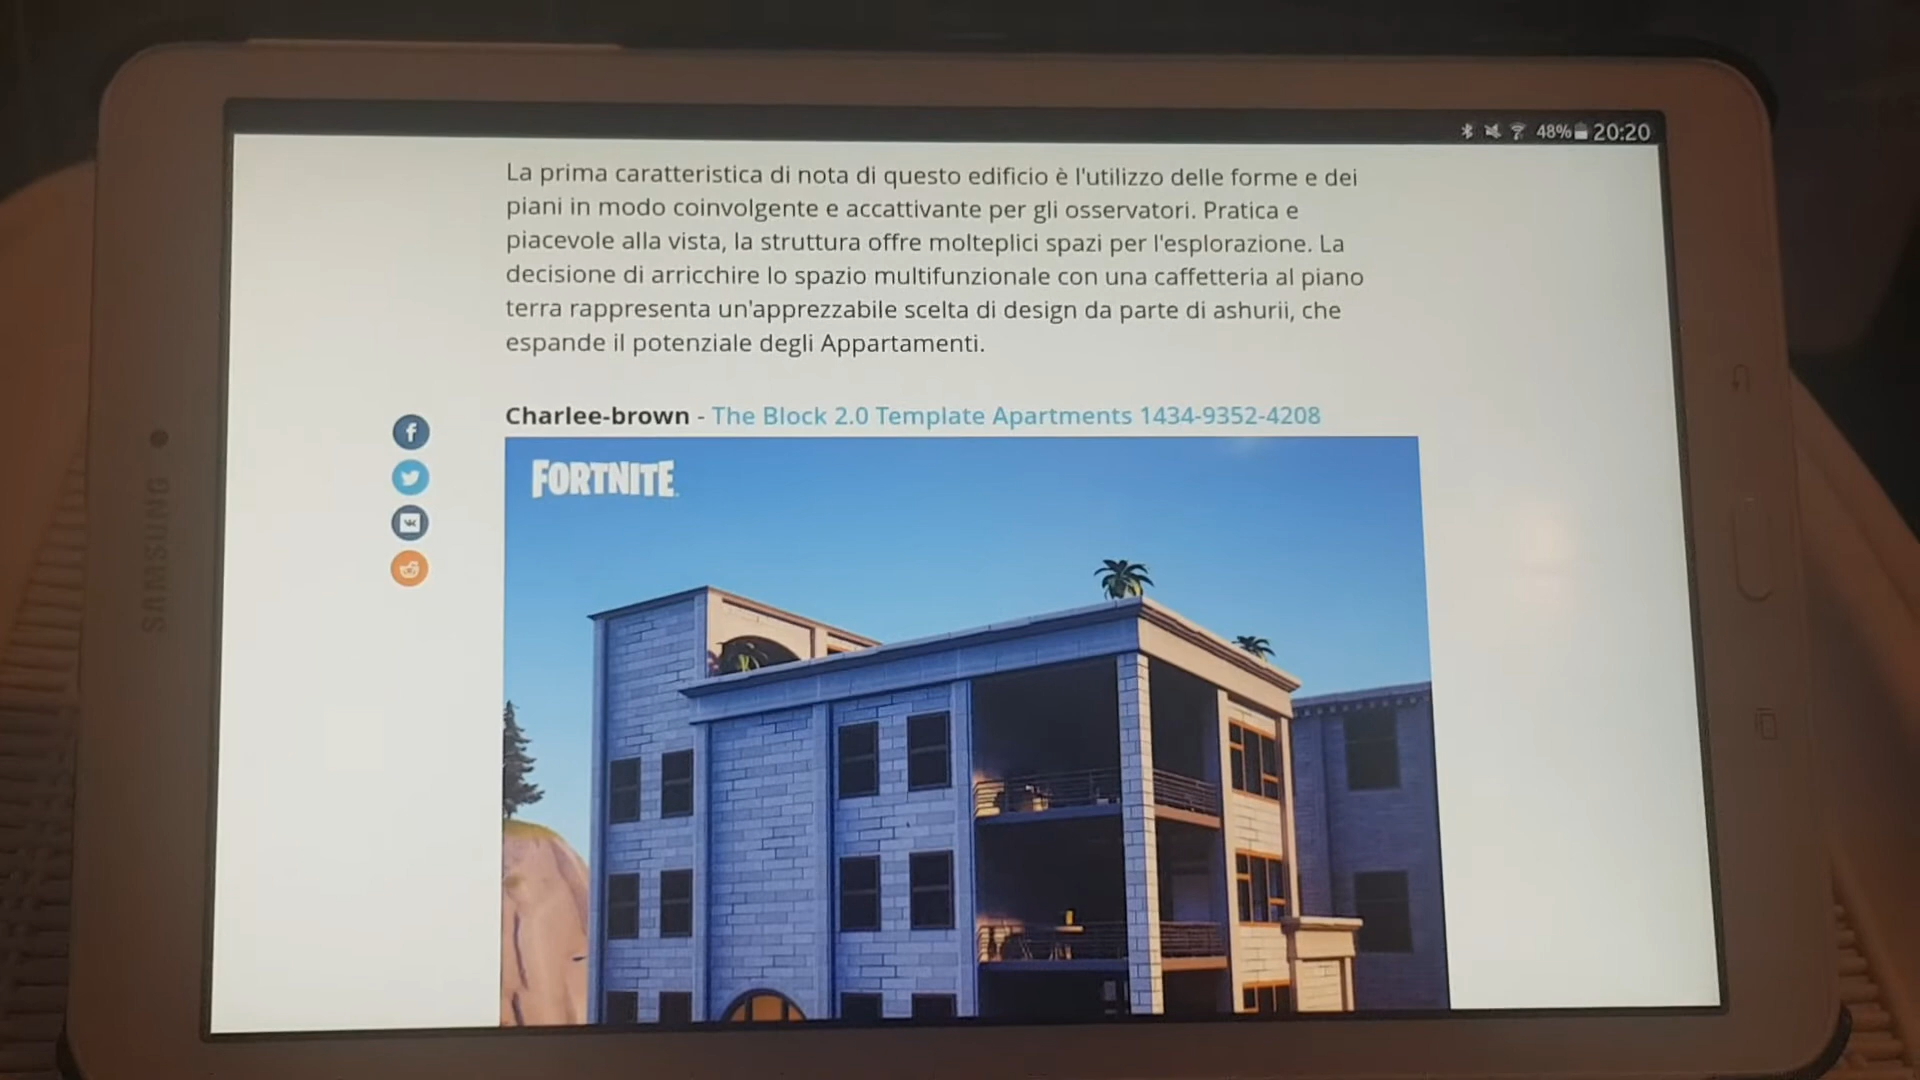 48% 20:20
La prima caratteristica di nota di questo edificio è l'utilizzo delle forme e dei
piani in modo coinvolgente e accattivante per gli osservatori. Pratica e
piacevole alla vista, la struttura offre molteplici spazi per l'esplorazione. La
decisione di arricchire lo spazio multifunzionale con una caffetteria al piano
terra rappresenta un'apprezzabile scelta di design da parte di ashurii, che
espande il potenziale degli Appartamenti.
Charlee-brown - The Block 2.0 Template Apartments 1434-9352-4208
FORTNITE
SAMSUNG